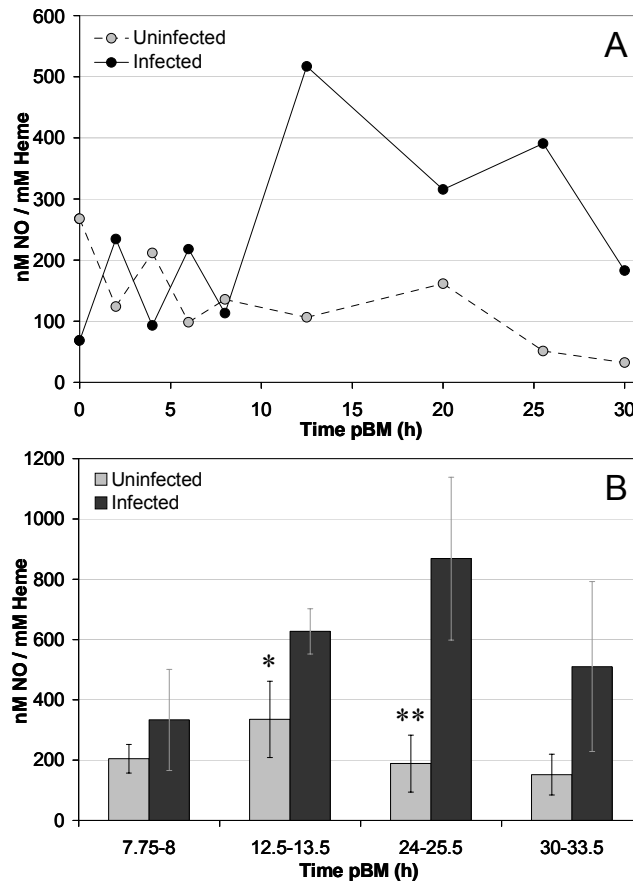 600
Uninfected
Infected
A
500
400
300
200
100
0
nM NO / mM Heme
0 5 10 15 20 25 30
Time pBM (h)
1200
Uninfected
Infected
B
1000
800
600
400
200
0
nM NO / mM Heme
*
**
7.75-8 12.5-13.5 24-25.5 30-33.5
Time pBM (h)